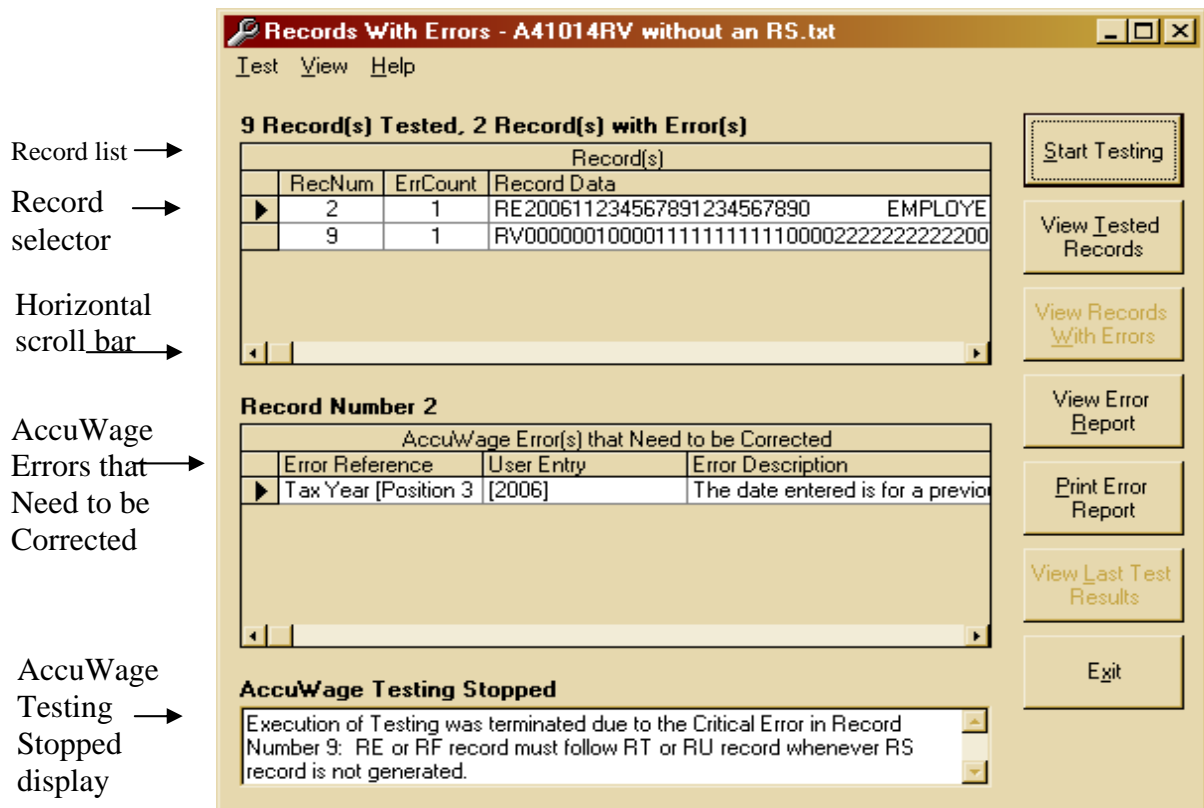 Records With Errors - A41014RV without an RS.txt
Test View Help
9 Record(s) Tested, 2 Record(s) with Error(s)
Record list
Record(s)
RecNum ErrCount Record Data
Record
selector
2 1 RE2006112345678912345678​90 EMPLOYE
9 1
Horizontal
scroll bar
Record Number 2
AccuWage
Errors that
Need to be
Corrected
AccuWage Error(s) that Need to be Corrected
Error Reference User Entry Error Description
Tax Year [Position 3 [2006] The date entered is for a previou
AccuWage
Testing
Stopped
display
AccuWage Testing Stopped
Execution of Testing was terminated due to the Critical Error in Record
Number 9: RE or RF record must follow RT or RU record whenever RS
record is not generated.
Start Testing
View Tested
Records
View Records
With Errors
View Error
Report
Print Error
Report
View Last Test
Results
Exit